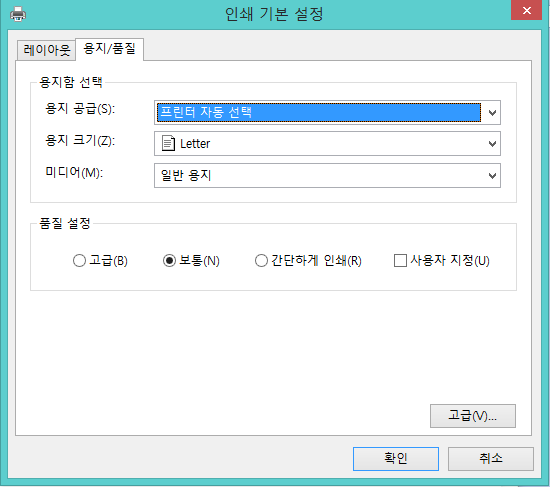 인쇄 기본 설정
레이아웃 용지/품질
용지함 선택
용지 공급(S): 프린터 자동 선택
용지 크기(Z): Letter
미디어(M): 일반 용지
품질 설정
고급(B) 보통(N) 간단하게 인쇄(R) 사용자 지정(U)
고급(V)...
확인 취소